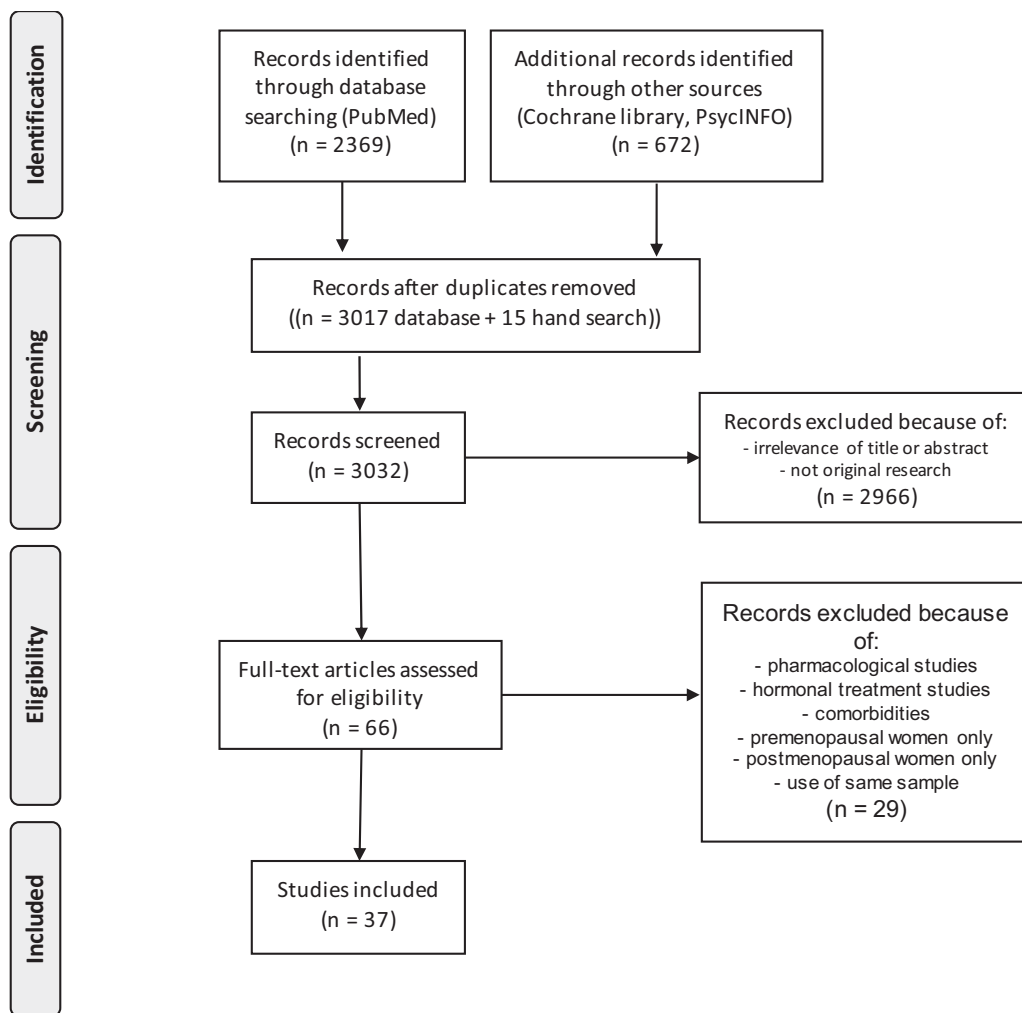 Identification
Records identified
through database
searching (PubMed)
(n = 2369)
Additional records identified
through other sources
(Cochrane library, PsycINFO)
(n = 672)
Screening
Records after duplicates removed
((n = 3017 database + 15 hand search))
Records screened
(n = 3032)
Records excluded because of:
- irrelevance of title or abstract
- not original research
(n = 2966)
Eligibility
Full-text articles assessed
for eligibility
(n = 66)
Records excluded because
of:
- pharmacological studies
- hormonal treatment studies
- comorbidities
- premenopausal women only
- postmenopausal women only
- use of same sample
(n = 29)
Included
Studies included
(n = 37)